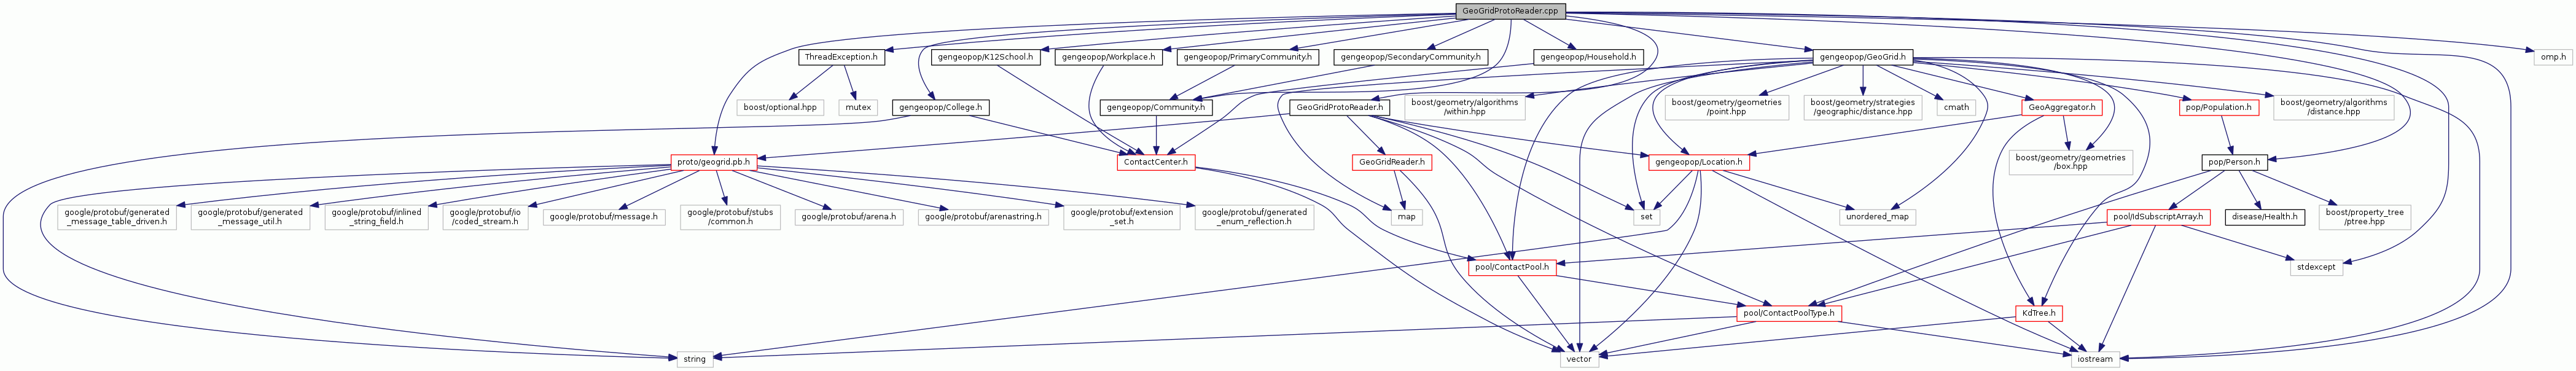 GeoGridProtoReader.cpp
ThreadException.h
gengeopop/K12School.h
gengeopop/Workplace.h
gengeopop/PrimaryCommunity.h
gengeopop/SecondaryCommunity.h
gengeopop/Household.h
gengeopop/GeoGrid.h
omp.h
boost/optional.hpp
mutex
gengeopop/College.h
gengeopop/Community.h
GeoGridProtoReader.h
boost/geometry/algorithms
/within.hpp
boost/geometry/geometries
/point.hpp
boost/geometry/strategies
/geographic/distance.hpp
cmath
GeoAggregator.h
pop/Population.h
boost/geometry/algorithms
/distance.hpp
proto/geogrid.pb.h
ContactCenter.h
GeoGridReader.h
gengeopop/Location.h
boost/geometry/geometries
/box.hpp
pop/Person.h
google/protobuf/generated
_message_table_driven.h
google/protobuf/generated
_message_util.h
google/protobuf/inlined
_string_field.h
google/protobuf/io
/coded_stream.h
google/protobuf/message.h
google/protobuf/stubs
/common.h
google/protobuf/arena.h
google/protobuf/arenastring.h
google/protobuf/extension
_set.h
google/protobuf/generated
_enum_reflection.h
map
set
unordered_map
pool/IdSubscriptArray.h
disease/Health.h
boost/property_tree
/ptree.hpp
pool/ContactPool.h
stdexcept
pool/ContactPoolType.h
KdTree.h
string
vector
iostream